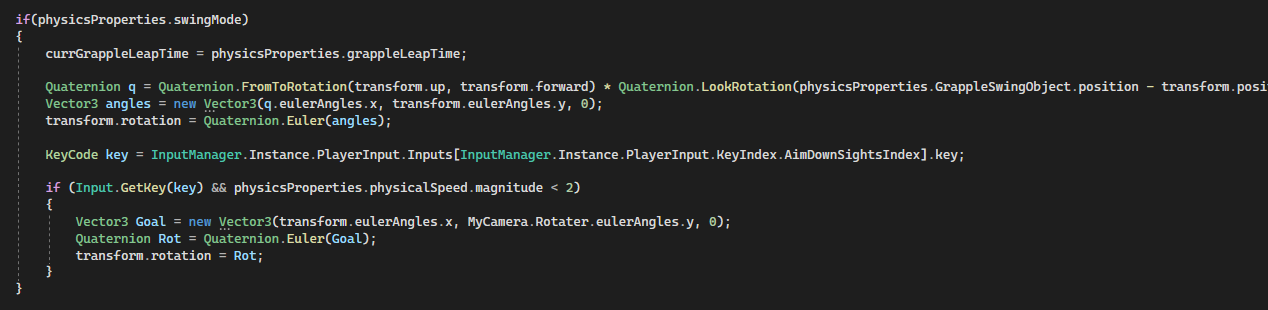 if(physicsProperties.swingMode)
{
currGrappleLeapTime = physicsProperties.grappleLeapTime;
Quaternion q = Quaternion.FromToRotation(transform.up, transform.forward) * Quaternion.LookRotation(physicsProperties.GrappleSwingObject.position - transform.posi
Vector3 angles = new Vector3(q.eulerAngles.x, transform.eulerAngles.y, 0);
transform.rotation = Quaternion.Euler(angles);
KeyCode key = InputManager.Instance.PlayerInput.Inputs[InputManager.Instance.PlayerInput.KeyIndex.AimDownSightsIndex].key;
if (Input.GetKey(key) && physicsProperties.physicalSpeed.magnitude < 2)
{
Vector3 Goal = new Vector3(transform.eulerAngles.x, MyCamera.Rotater.eulerAngles.y, 0);
Quaternion Rot = Quaternion.Euler(Goal);
transform.rotation = Rot;
}
}